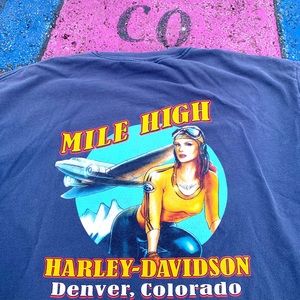 CO
MILE HIGH
HARLEY-DAVIDSON
Denver, Colorado